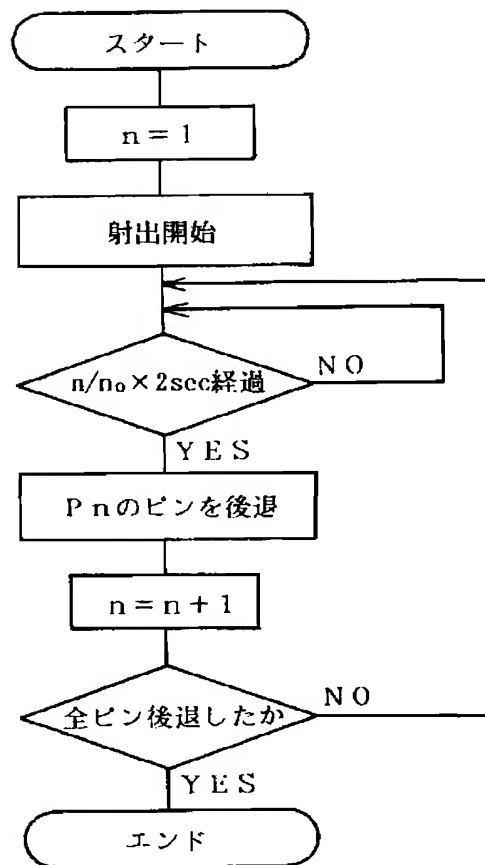 スタート
n = 1
射出開始
n/n₀×2sec経過
NO
YES
Pnのピンを後退
n = n + 1
全ピン後退したか
NO
YES
エンド